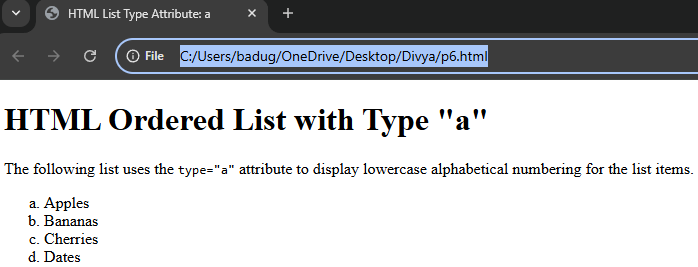 HTML List Type Attribute: a
File C:/Users/badug/OneDrive/Desktop/Divya/p6.html
HTML Ordered List with Type "a"
The following list uses the type="a" attribute to display lowercase alphabetical numbering for the list items.
a. Apples
b. Bananas
c. Cherries
d. Dates